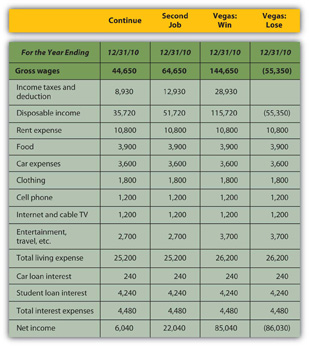 Continue Second Job Vegas: Win Vegas: Lose
For the Year Ending 12/31/10 12/31/10 12/31/10 12/31/10
Gross wages 44,650 64,650 144,650 (55,350)
Income taxes and deduction 8,930 12,930 28,930
Disposable income 35,720 51,720 115,720 (55,350)
Rent expense 10,800 10,800 10,800 10,800
Food 3,900 3,900 3,900 3,900
Car expenses 3,600 3,600 3,600 3,600
Clothing 1,800 1,800 1,800 1,800
Cell phone 1,200 1,200 1,200 1,200
Internet and cable TV 1,200 1,200 1,200 1,200
Entertainment, travel, etc. 2,700 2,700 3,700 3,700
Total living expense 25,200 25,200 26,200 26,200
Car loan interest 240 240 240 240
Student loan interest 4,240 4,240 4,240 4,240
Total interest expenses 4,480 4,480 4,480 4,480
Net income 6,040 22,040 85,040 (86,030)